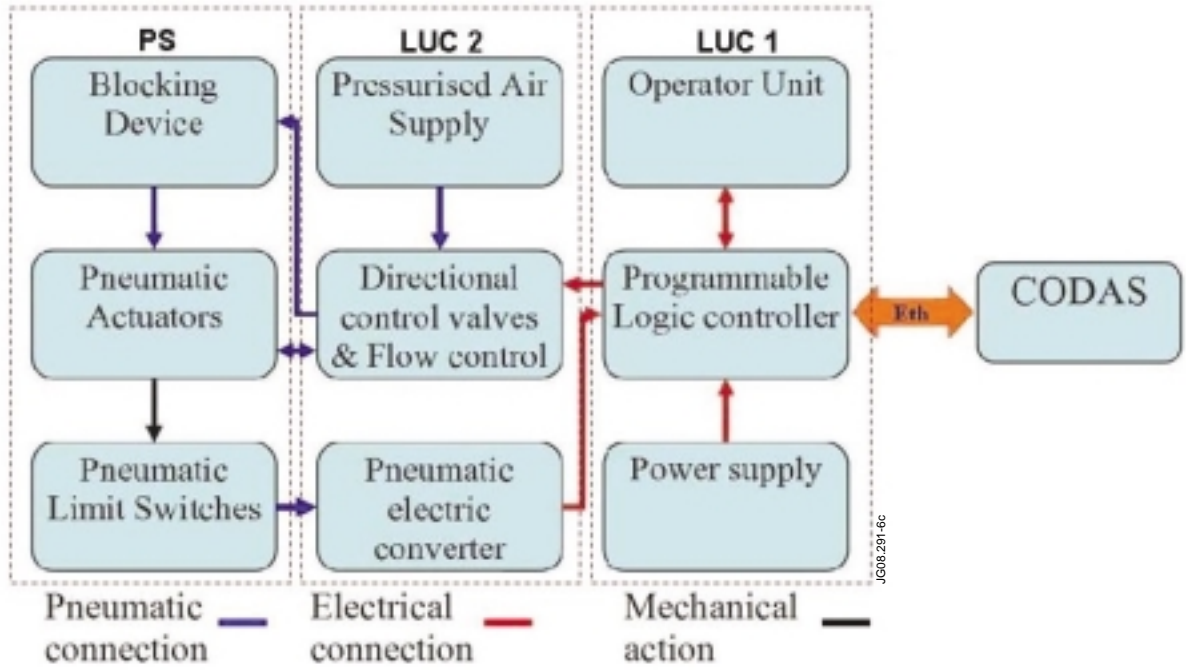 PS
LUC 2
LUC 1
Blocking
Device
Pressurised Air
Supply
Operator Unit
Pneumatic
Actuators
Directional
control valves
& Flow control
Programmable
Logic controller
Eth
CODAS
Pneumatic
Limit Switches
Pneumatic
electric
converter
Power supply
JG08.291-6c
Pneumatic
connection
Electrical
connection
Mechanical
action